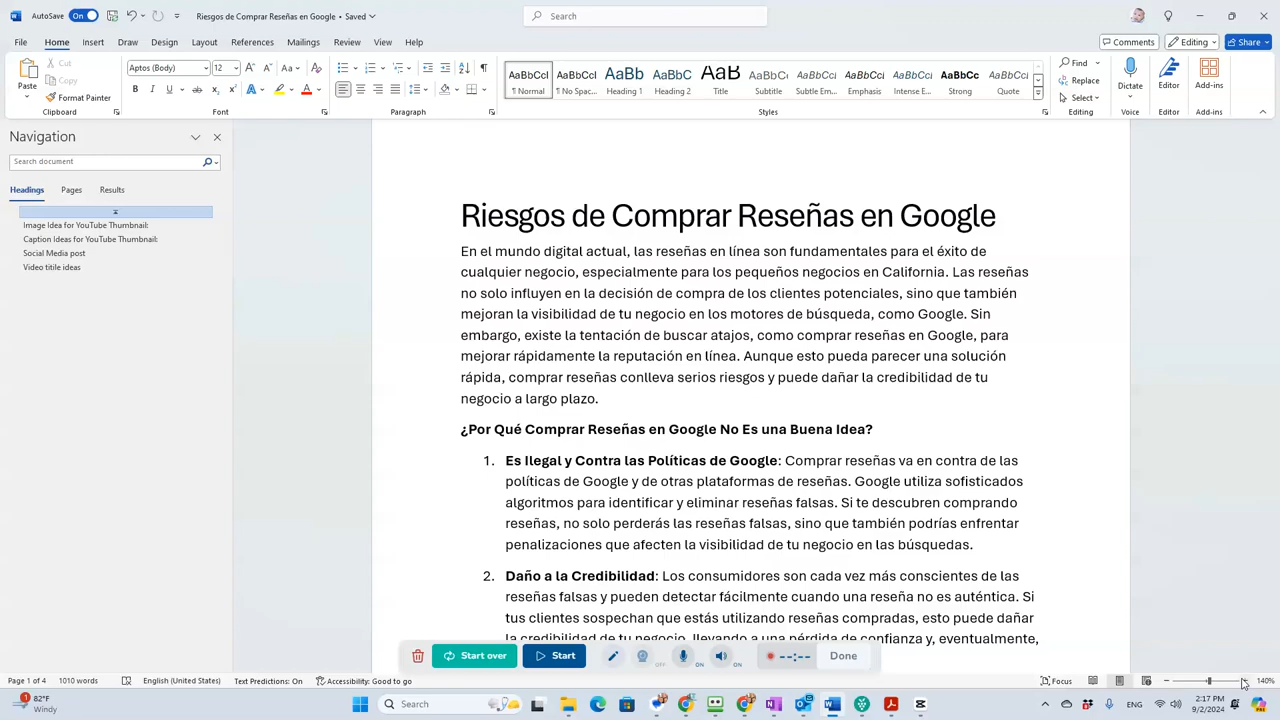 AutoSave On Riesgos de Comprar Reseñas en Google • Saved Search
File Home Insert Draw Design Layout References Mailings Review View Help Comments Editing Share
Paste Cut Copy Format Painter Clipboard
Aptos (Body) 12 Font
Paragraph
AaBbCcI AaBbCcI AaBb AaBbC AaB AaBbCc AaBbCcI AaBbCcI AaBbCcI AaBbCc AaBbCcI
¶ Normal ¶ No Spac... Heading 1 Heading 2 Title Subtitle Subtle Em... Emphasis Intense E... Strong Quote
Styles
Find Replace Select Editing
Dictate Voice
Editor Editor
Add-ins Add-ins
Navigation
Search document
Headings Pages Results
Image Idea for YouTube Thumbnail:
Caption Ideas for YouTube Thumbnail:
Social Media post
Video titile ideas
Riesgos de Comprar Reseñas en Google
En el mundo digital actual, las reseñas en línea son fundamentales para el éxito de
cualquier negocio, especialmente para los pequeños negocios en California. Las reseñas
no solo influyen en la decisión de compra de los clientes potenciales, sino que también
mejoran la visibilidad de tu negocio en los motores de búsqueda, como Google. Sin
embargo, existe la tentación de buscar atajos, como comprar reseñas en Google, para
mejorar rápidamente la reputación en línea. Aunque esto pueda parecer una solución
rápida, comprar reseñas conlleva serios riesgos y puede dañar la credibilidad de tu
negocio a largo plazo.
¿Por Qué Comprar Reseñas en Google No Es una Buena Idea?
1. Es Ilegal y Contra las Políticas de Google: Comprar reseñas va en contra de las
políticas de Google y de otras plataformas de reseñas. Google utiliza sofisticados
algoritmos para identificar y eliminar reseñas falsas. Si te descubren comprando
reseñas, no solo perderás las reseñas falsas, sino que también podrías enfrentar
penalizaciones que afecten la visibilidad de tu negocio en las búsquedas.
2. Daño a la Credibilidad: Los consumidores son cada vez más conscientes de las
reseñas falsas y pueden detectar fácilmente cuando una reseña no es auténtica. Si
tus clientes sospechan que estás utilizando reseñas compradas, esto puede dañar
la credibilidad de tu negocio, llevando a una pérdida de confianza y, eventualmente,
Start over Start OFF ON ON --:-- Done
Page 1 of 4 1010 words English (United States) Text Predictions: On Accessibility: Good to go Focus 140%
1 82°F Windy Search ENG 2:17 PM 9/2/2024